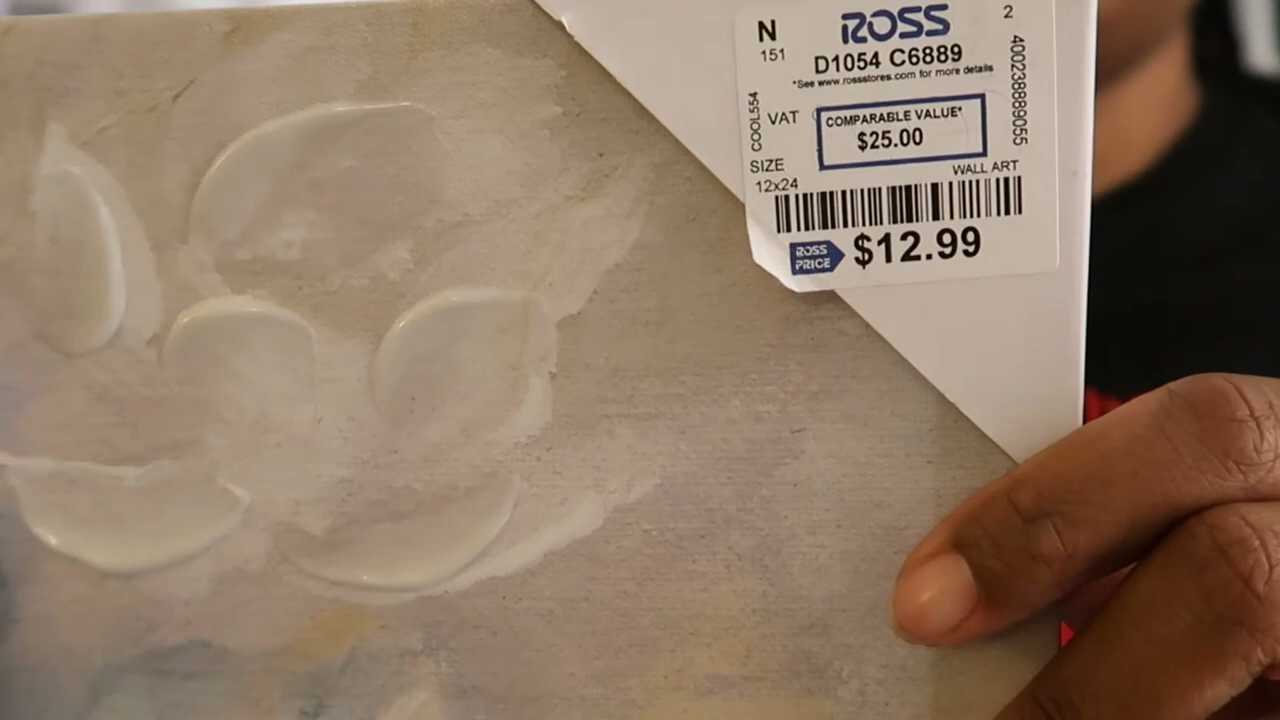 N
151
ROSS
2
D1054 C6889
*See www.rossstores.com for more details
400238889055
COOL554
VAT
COMPARABLE VALUE*
$25.00
SIZE
12x24
WALL ART
ROSS
PRICE
$12.99